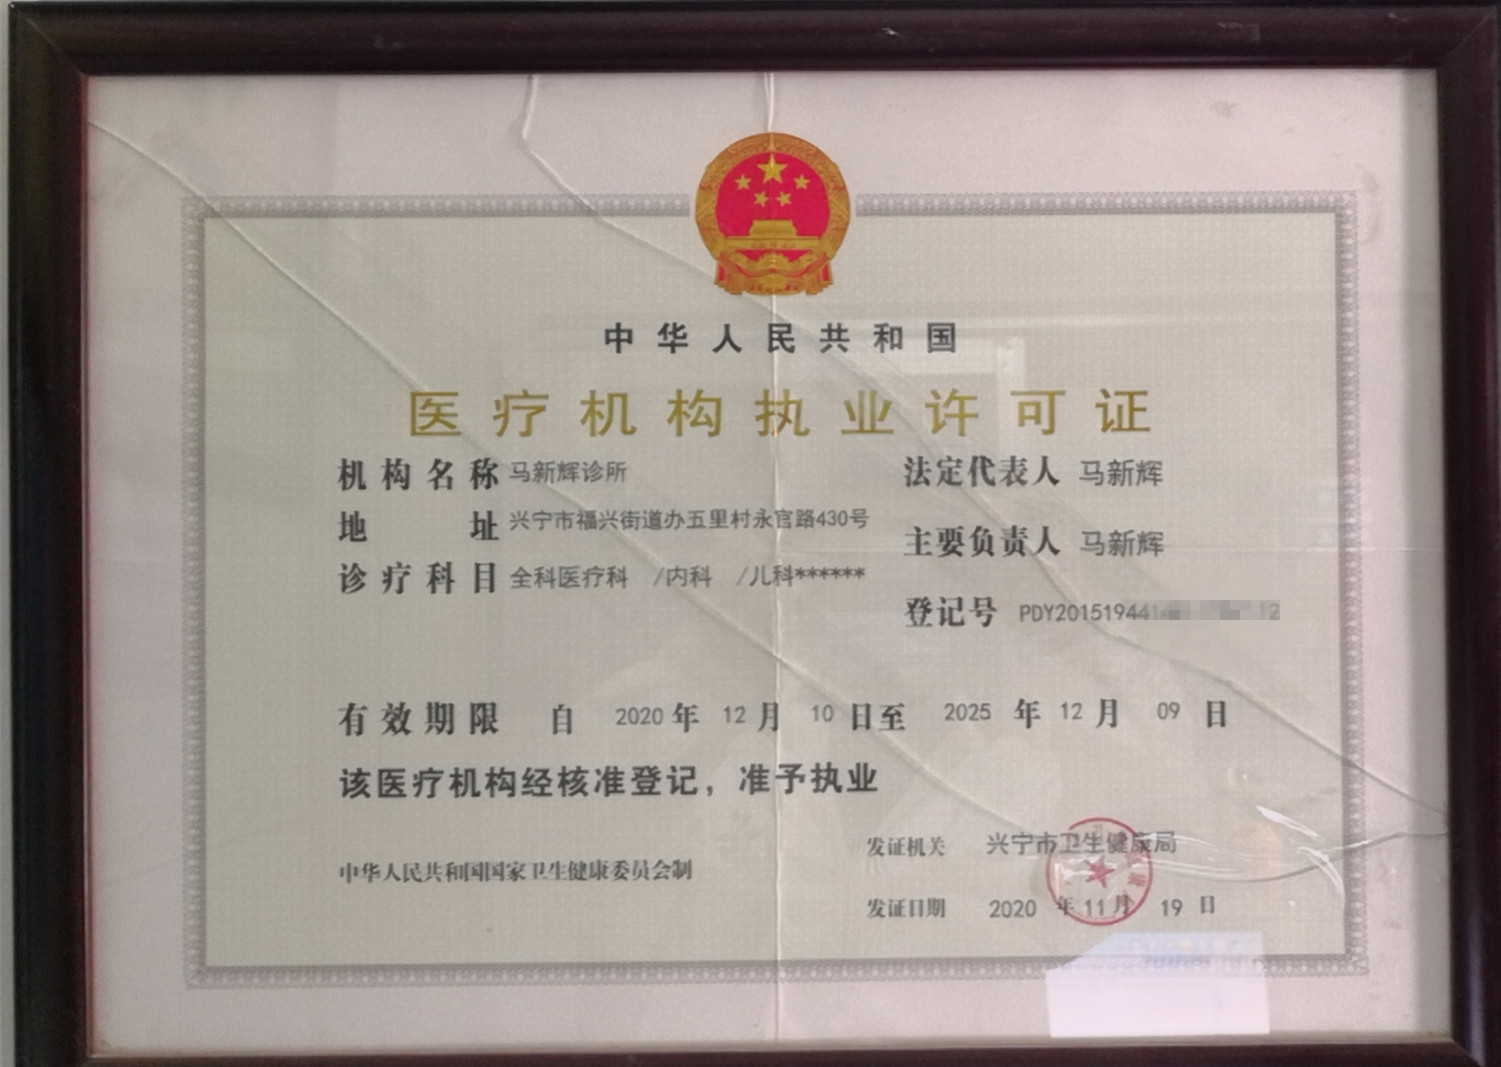 中华人民共和国
医疗机构执业许可证
机构名称 马新辉诊所
法定代表人 马新辉
地址 兴宁市福兴街道办五里村永官路430号
主要负责人 马新辉
诊疗科目 全科医疗科 /内科 /儿科******
登记号 PDY201519441
有效期限 自 2020 年 12 月 10 日至 2025 年 12 月 09 日
该医疗机构经核准登记，准予执业
发证机关 兴宁市卫生健康局
中华人民共和国国家卫生健康委员会制
发证日期 2020 年 11 月 19 日